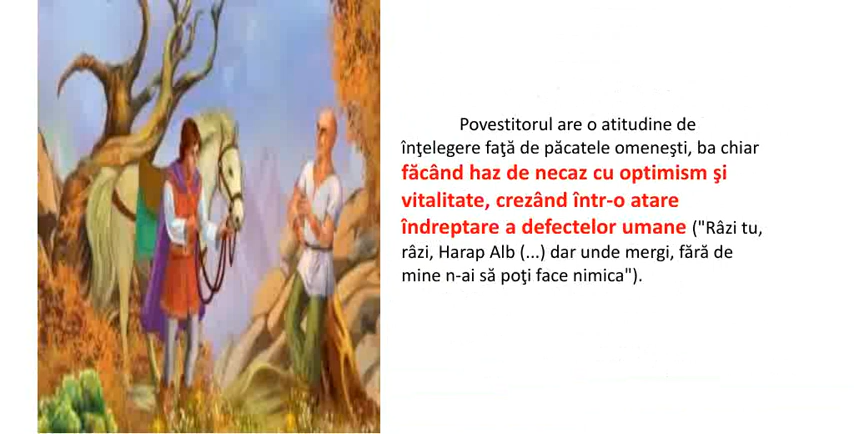 Povestitorul are o atitudine de
înţelegere faţă de păcatele omeneşti, ba chiar
făcând haz de necaz cu optimism şi
vitalitate, crezând într-o atare
îndreptare a defectelor umane ("Râzi tu,
râzi, Harap Alb (...) dar unde mergi, fără de
mine n-ai să poţi face nimica").